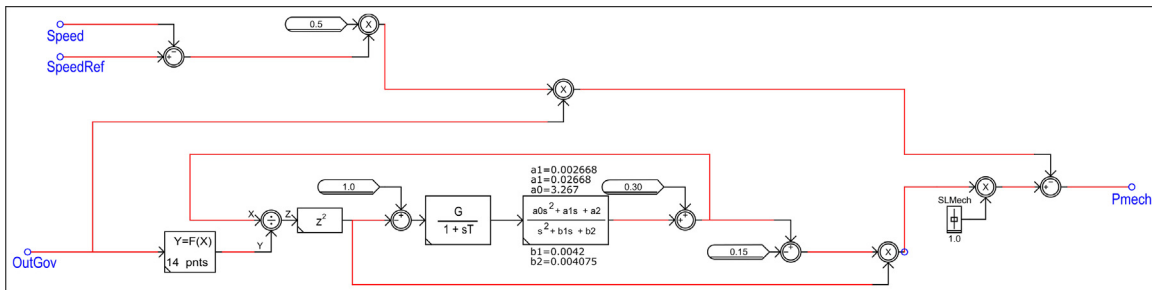 Speed
SpeedRef
0.5
X
X
a1=0.002668
a1=0.02668
a0=3.267
1.0
0.30
SLMech
X
Pmech
X
Z
÷
z²
G
1 + sT
a0s² + a1s + a2
s² + b1s + b2
1.0
Y=F(X)
14 pnts
Y
OutGov
0.15
X
b1=0.0042
b2=0.004075